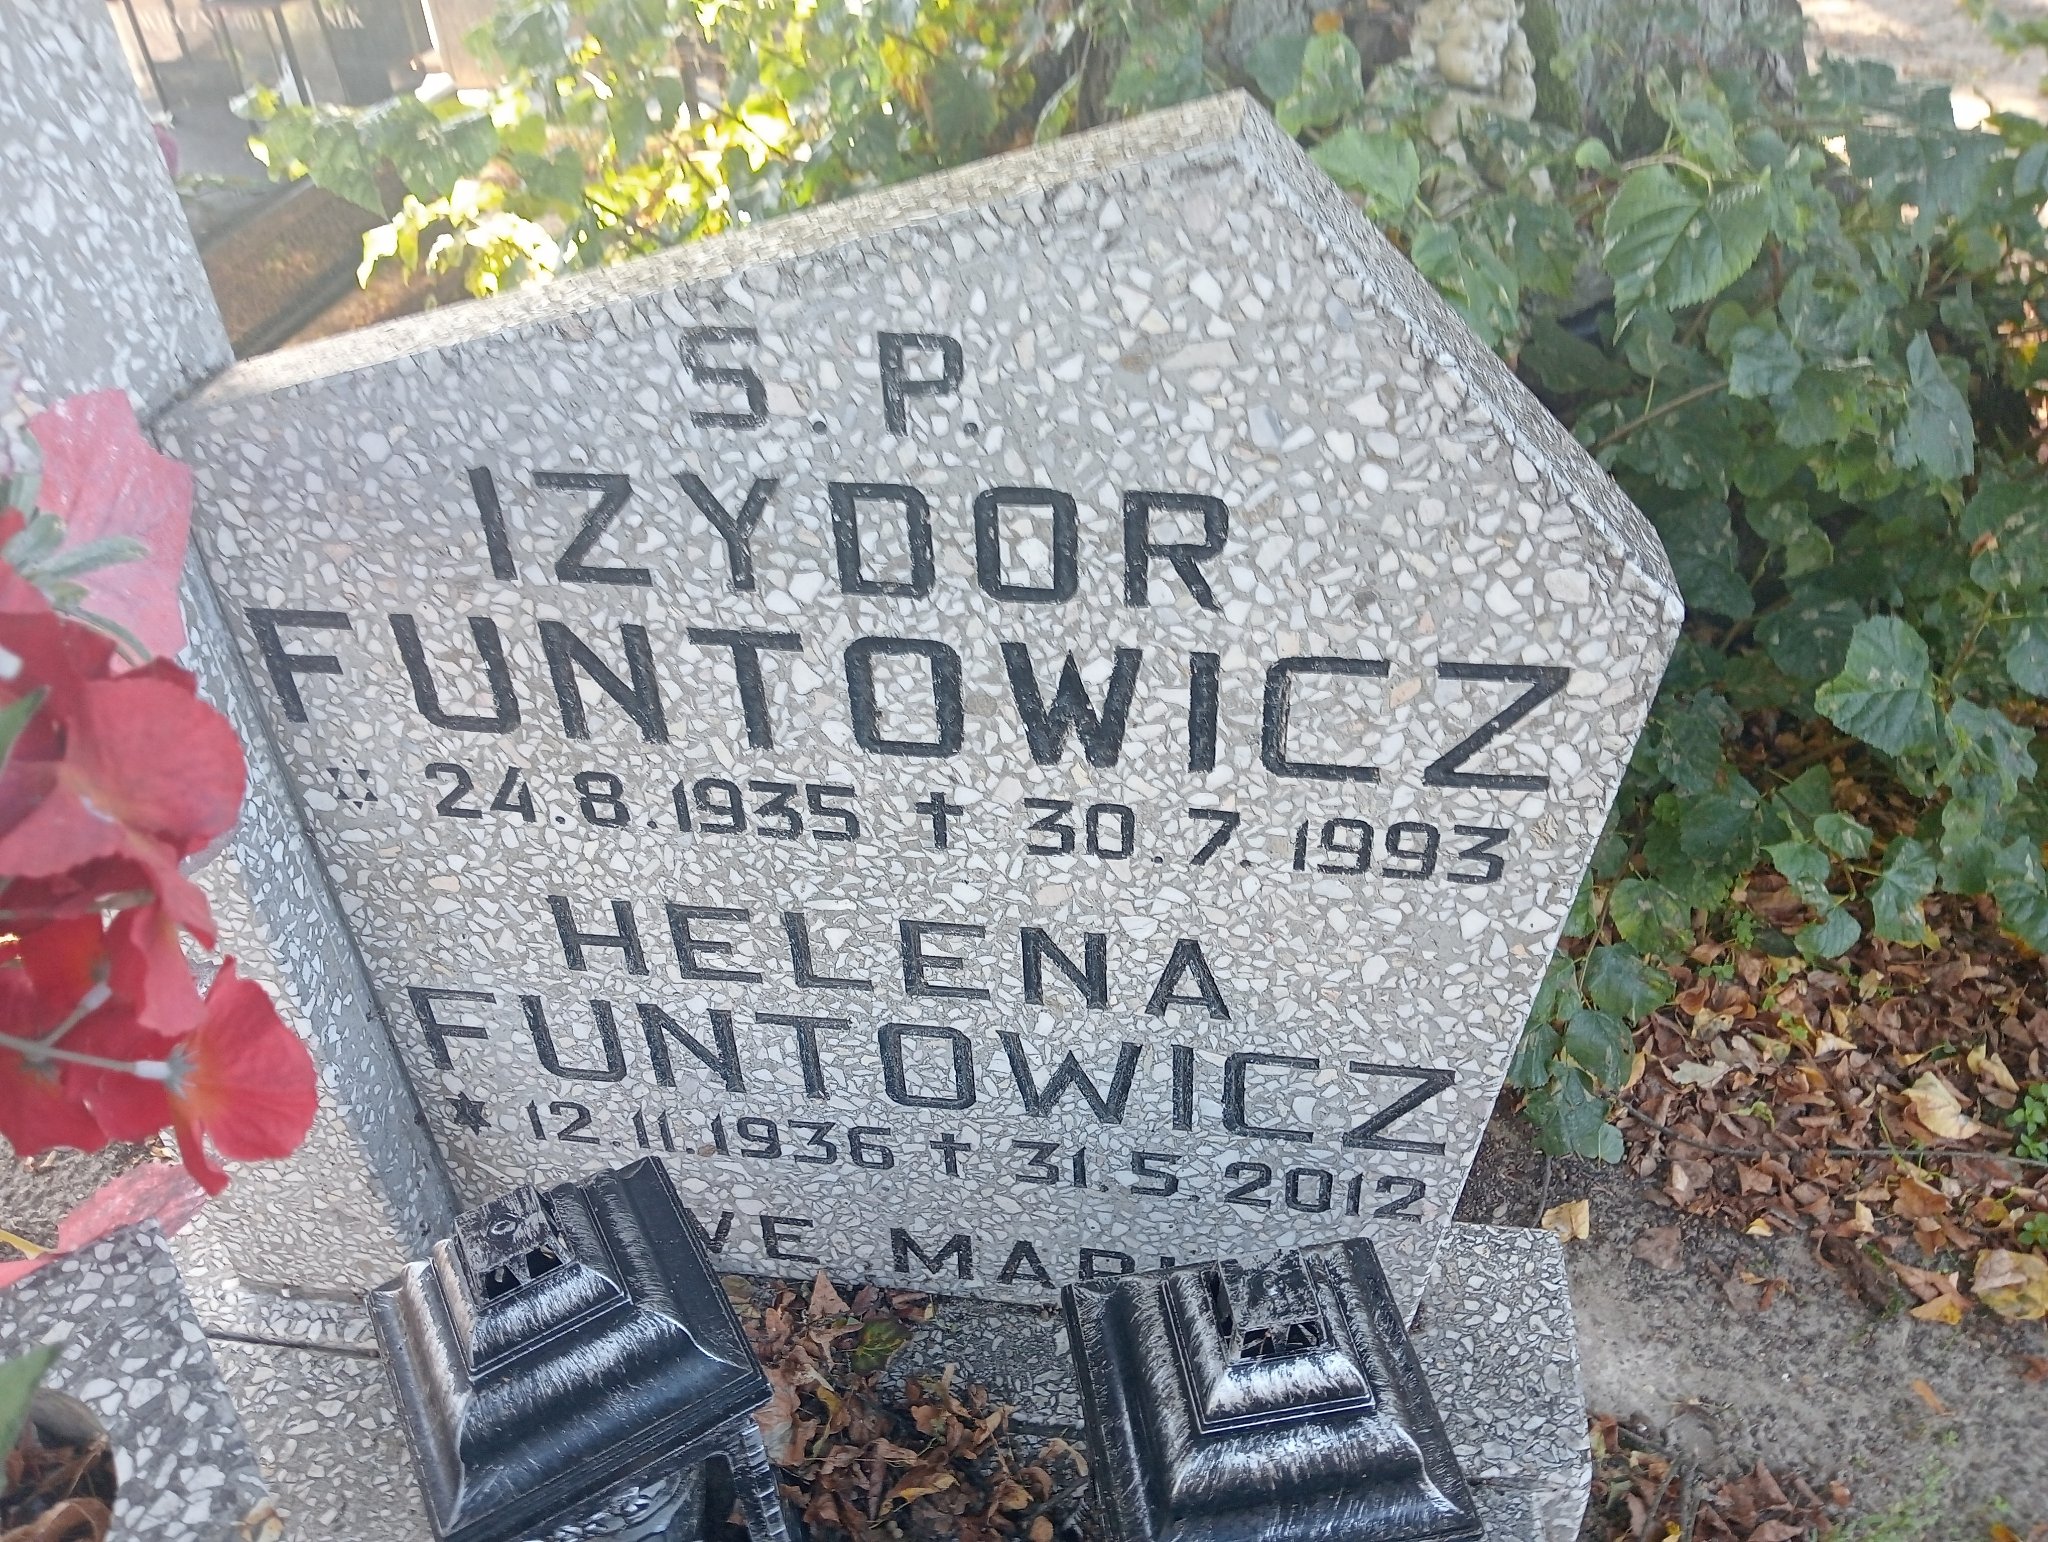 S.P.
IZYDOR
FUNTOWICZ
* 24.8.1935 ✝ 30.7.1993
HELENA
FUNTOWICZ
* 12.11.1936 ✝ 31.5.2012